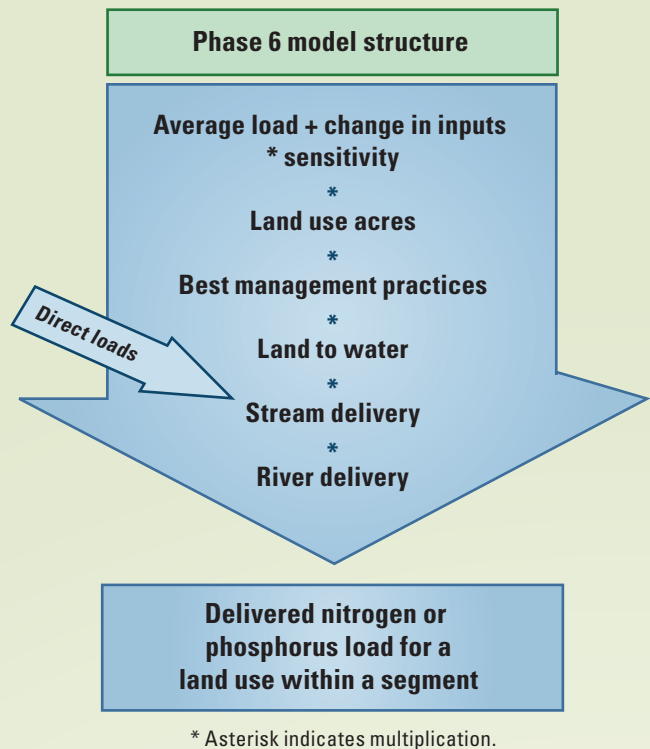 Phase 6 model structure
Average load + change in inputs
* sensitivity
*
Land use acres
*
Best management practices
*
Land to water
*
Direct loads
Stream delivery
*
River delivery
Delivered nitrogen or
phosphorus load for a
land use within a segment
* Asterisk indicates multiplication.